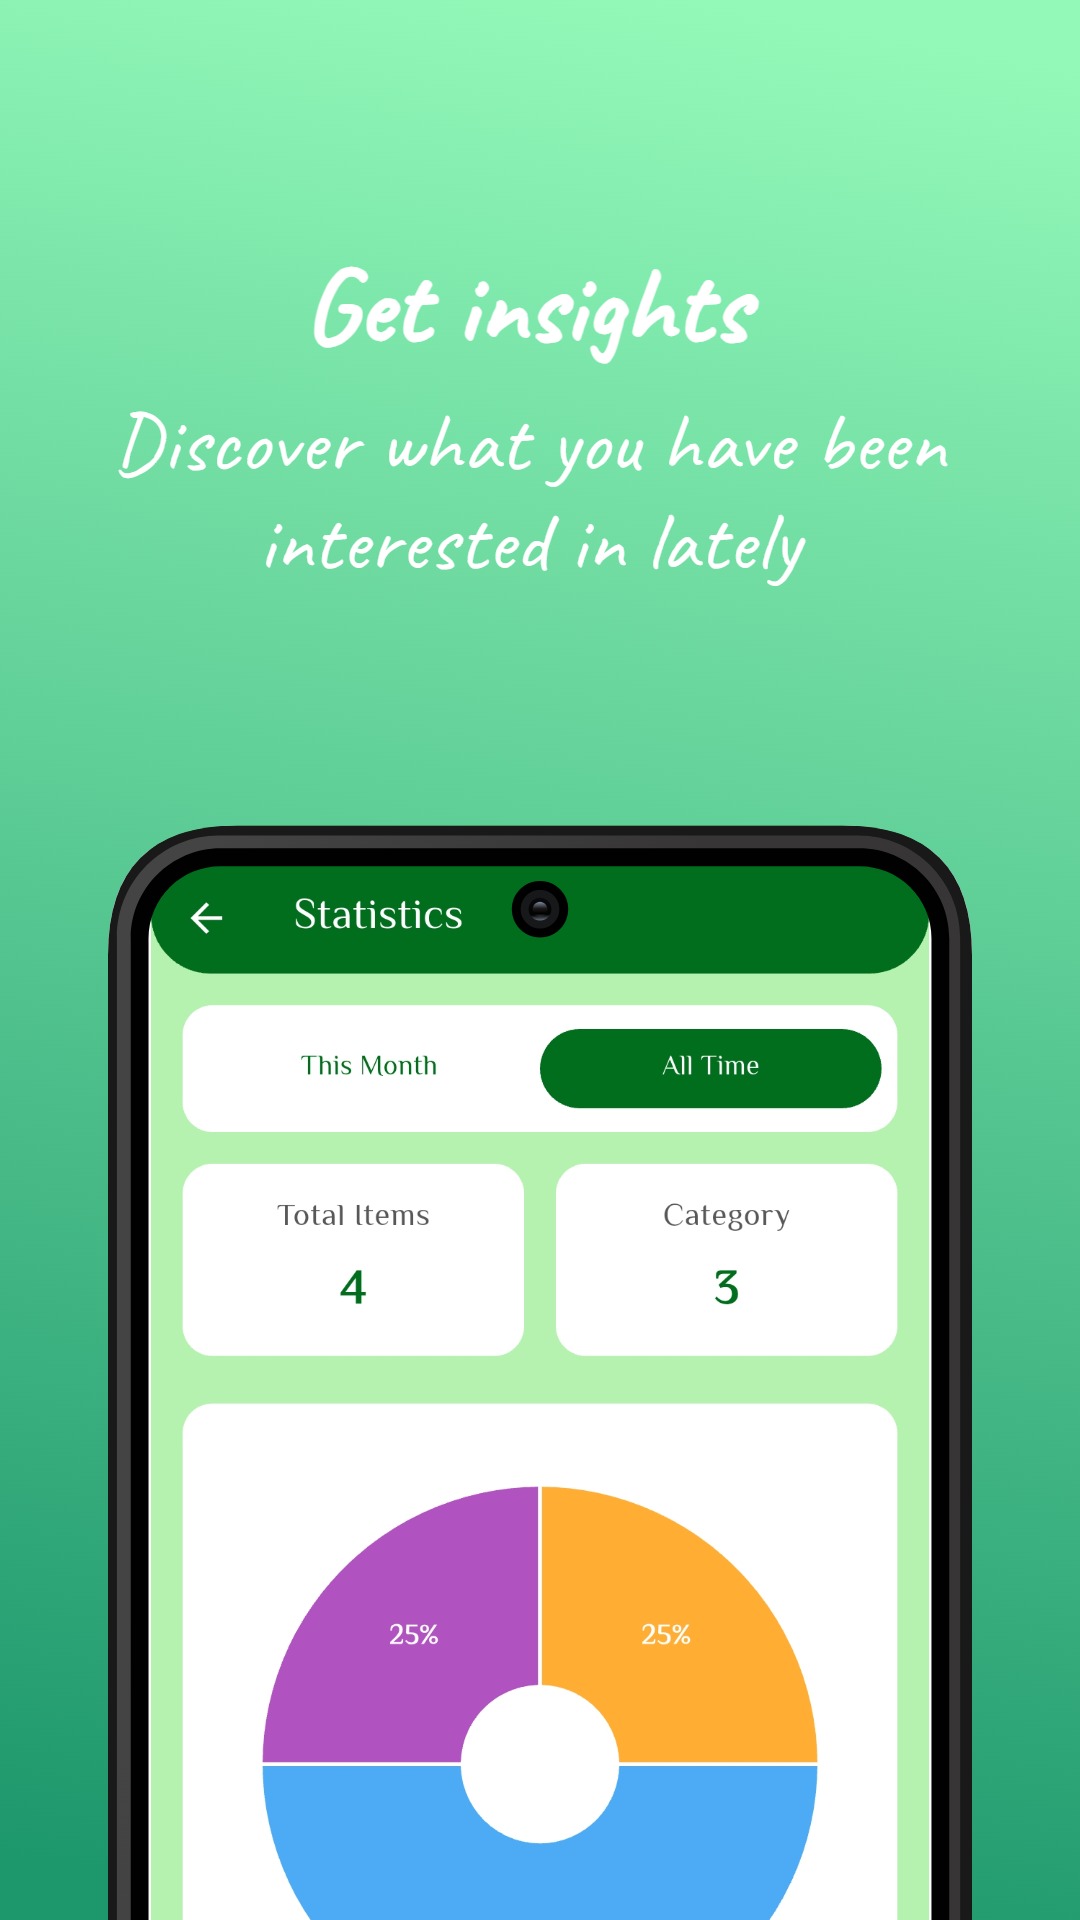 Get insights
Discover what you have been
interested in lately
Statistics
This Month
All Time
Total Items
Category
4
3
25%
25%